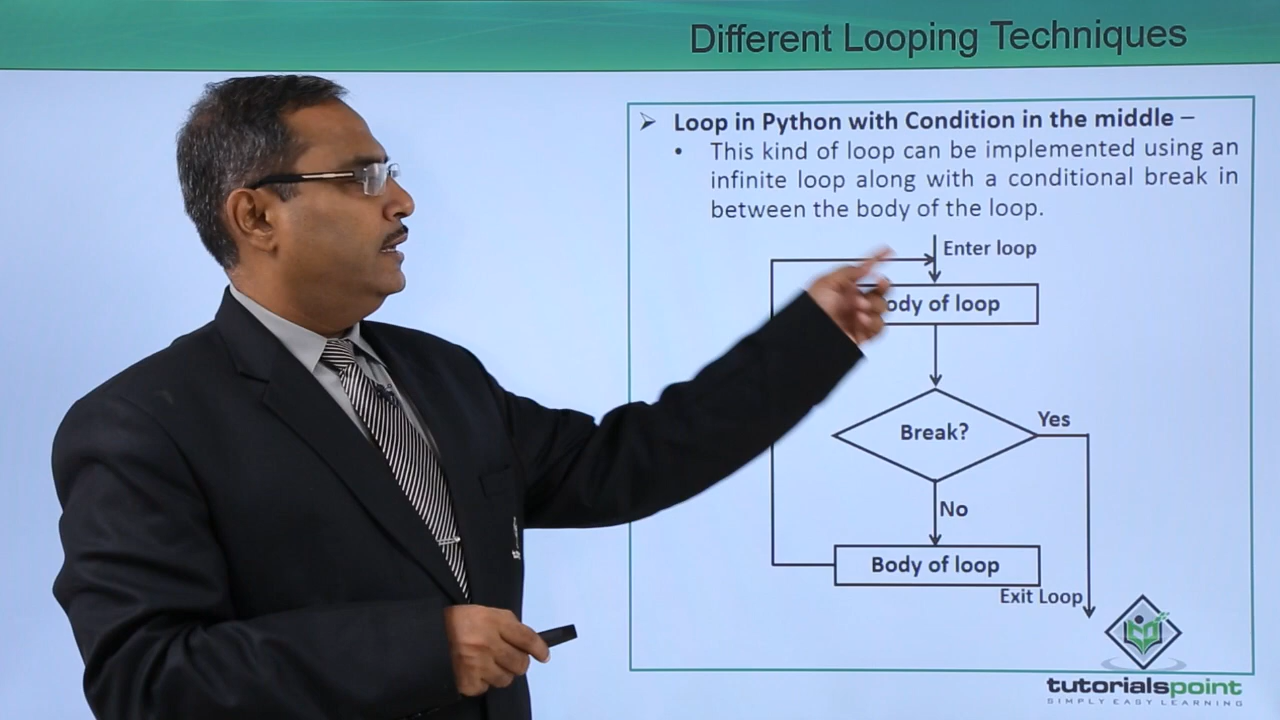 Different Looping Techniques
Loop in Python with Condition in the middle –
This kind of loop can be implemented using an
infinite loop along with a conditional break in
between the body of the loop.
Enter loop
ody of loop
Break?
Yes
No
Body of loop
Exit Loop
tutorialspoint
SIMPLY EASY LEARNING